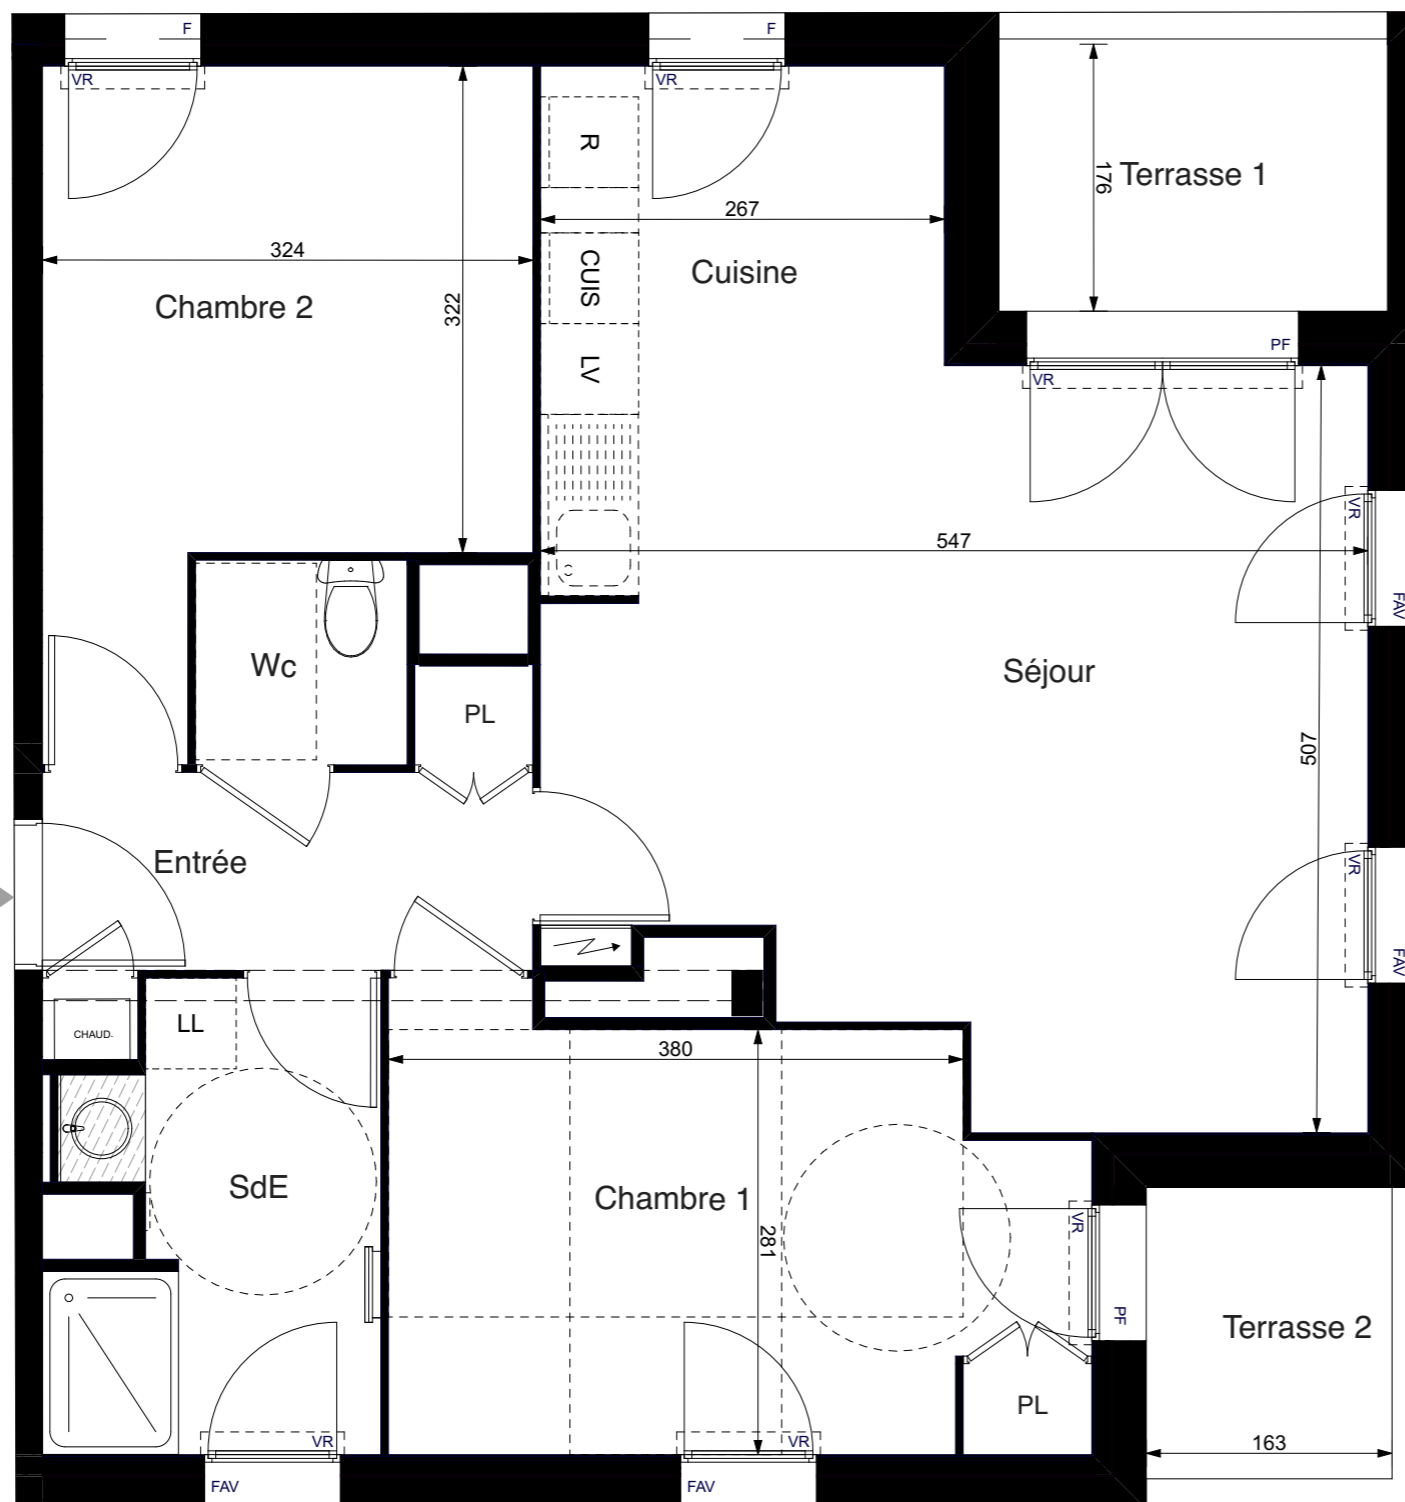 F
F
VR
VR
R
176
Terrasse 1
267
324
CUIS
Cuisine
Chambre 2
322
LV
PF
VR
VR
547
FAV
Wc
Séjour
PL
507
Entrée
VR
FAV
LL
CHAUD.
380
SdE
Chambre 1
281
VR
PF
Terrasse 2
PL
VR
VR
163
FAV
FAV